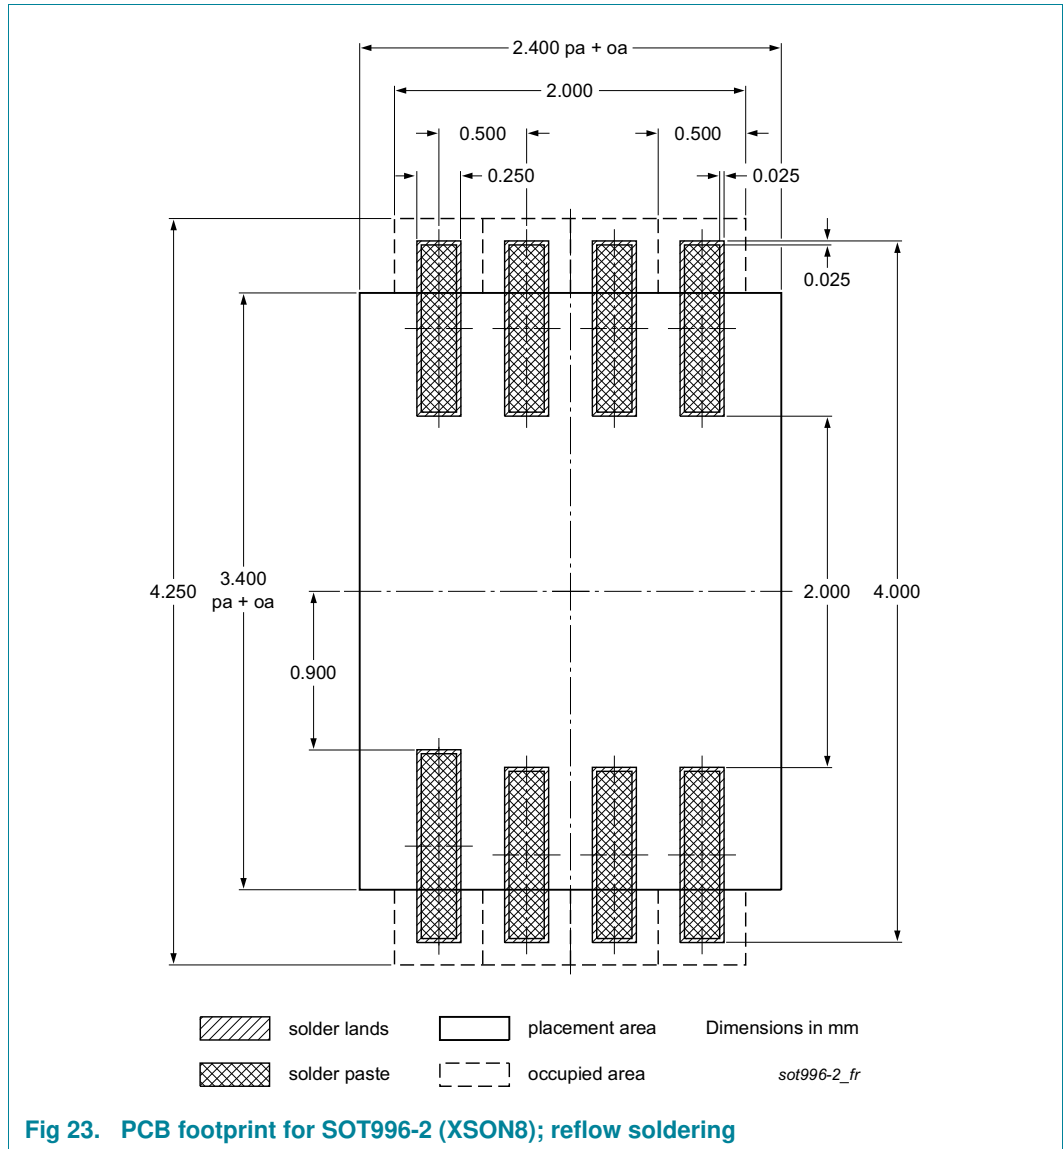 2.400 pa + oa
2.000
0.500
0.500
0.250
0.025
0.025
4.250
3.400
pa + oa
2.000
4.000
0.900
solder lands
placement area
Dimensions in mm
solder paste
occupied area
sot996-2_fr
Fig 23. PCB footprint for SOT996-2 (XSON8); reflow soldering